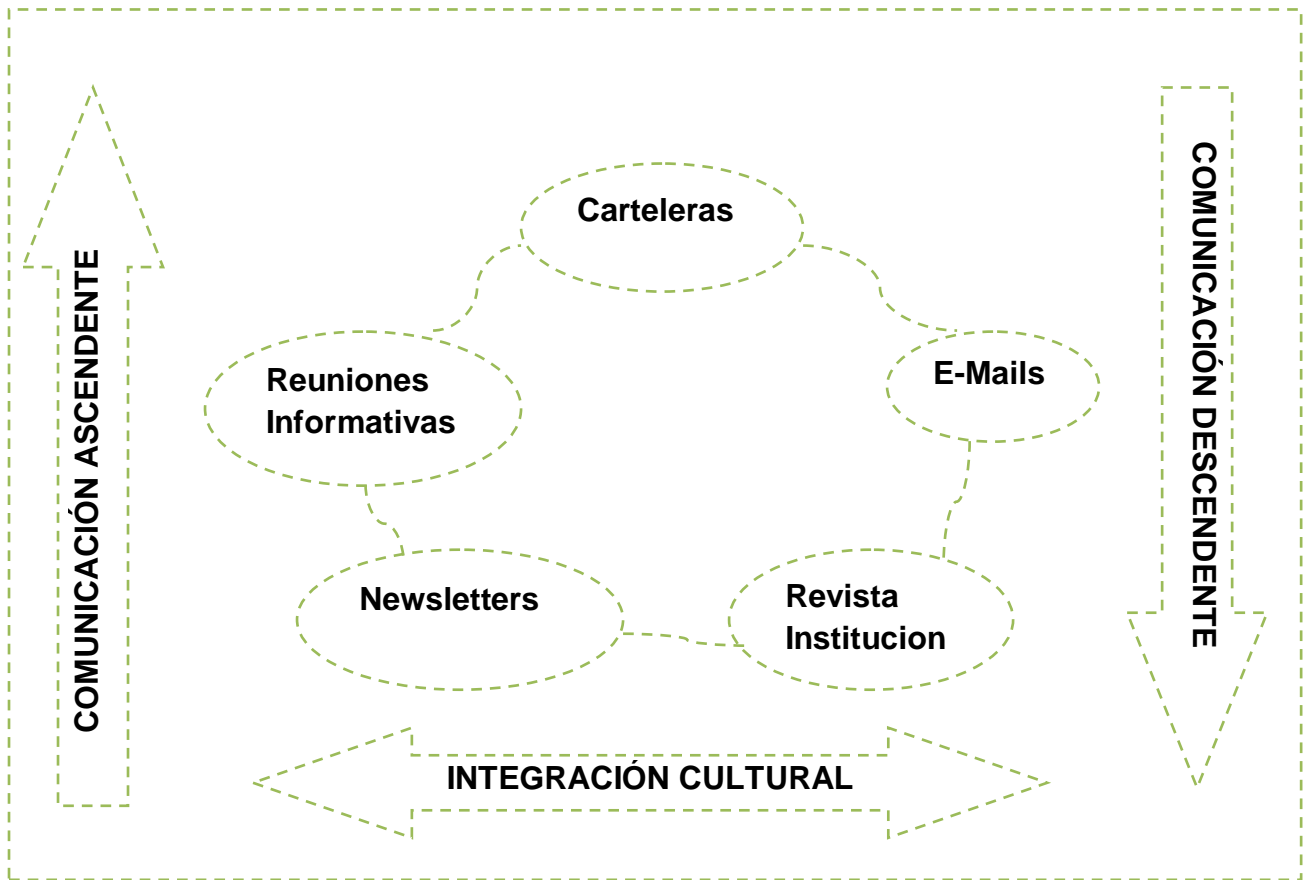 Carteleras
COMUNICACIÓN ASCENDENTE
Reuniones
Informativas
E-Mails
COMUNICACIÓN DESCENDENTE
Newsletters
Revista
Institucion
INTEGRACIÓN CULTURAL